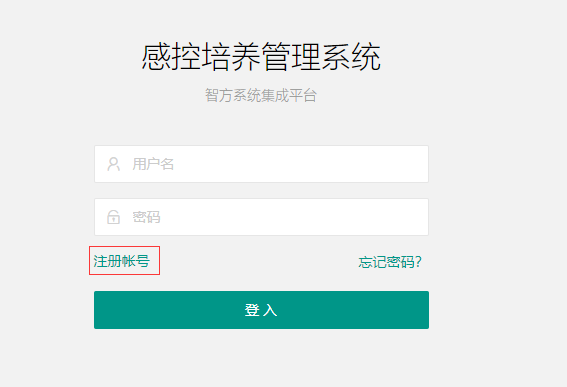 感控培养管理系统
智方系统集成平台
用户名
密码
注册帐号 忘记密码?
登入